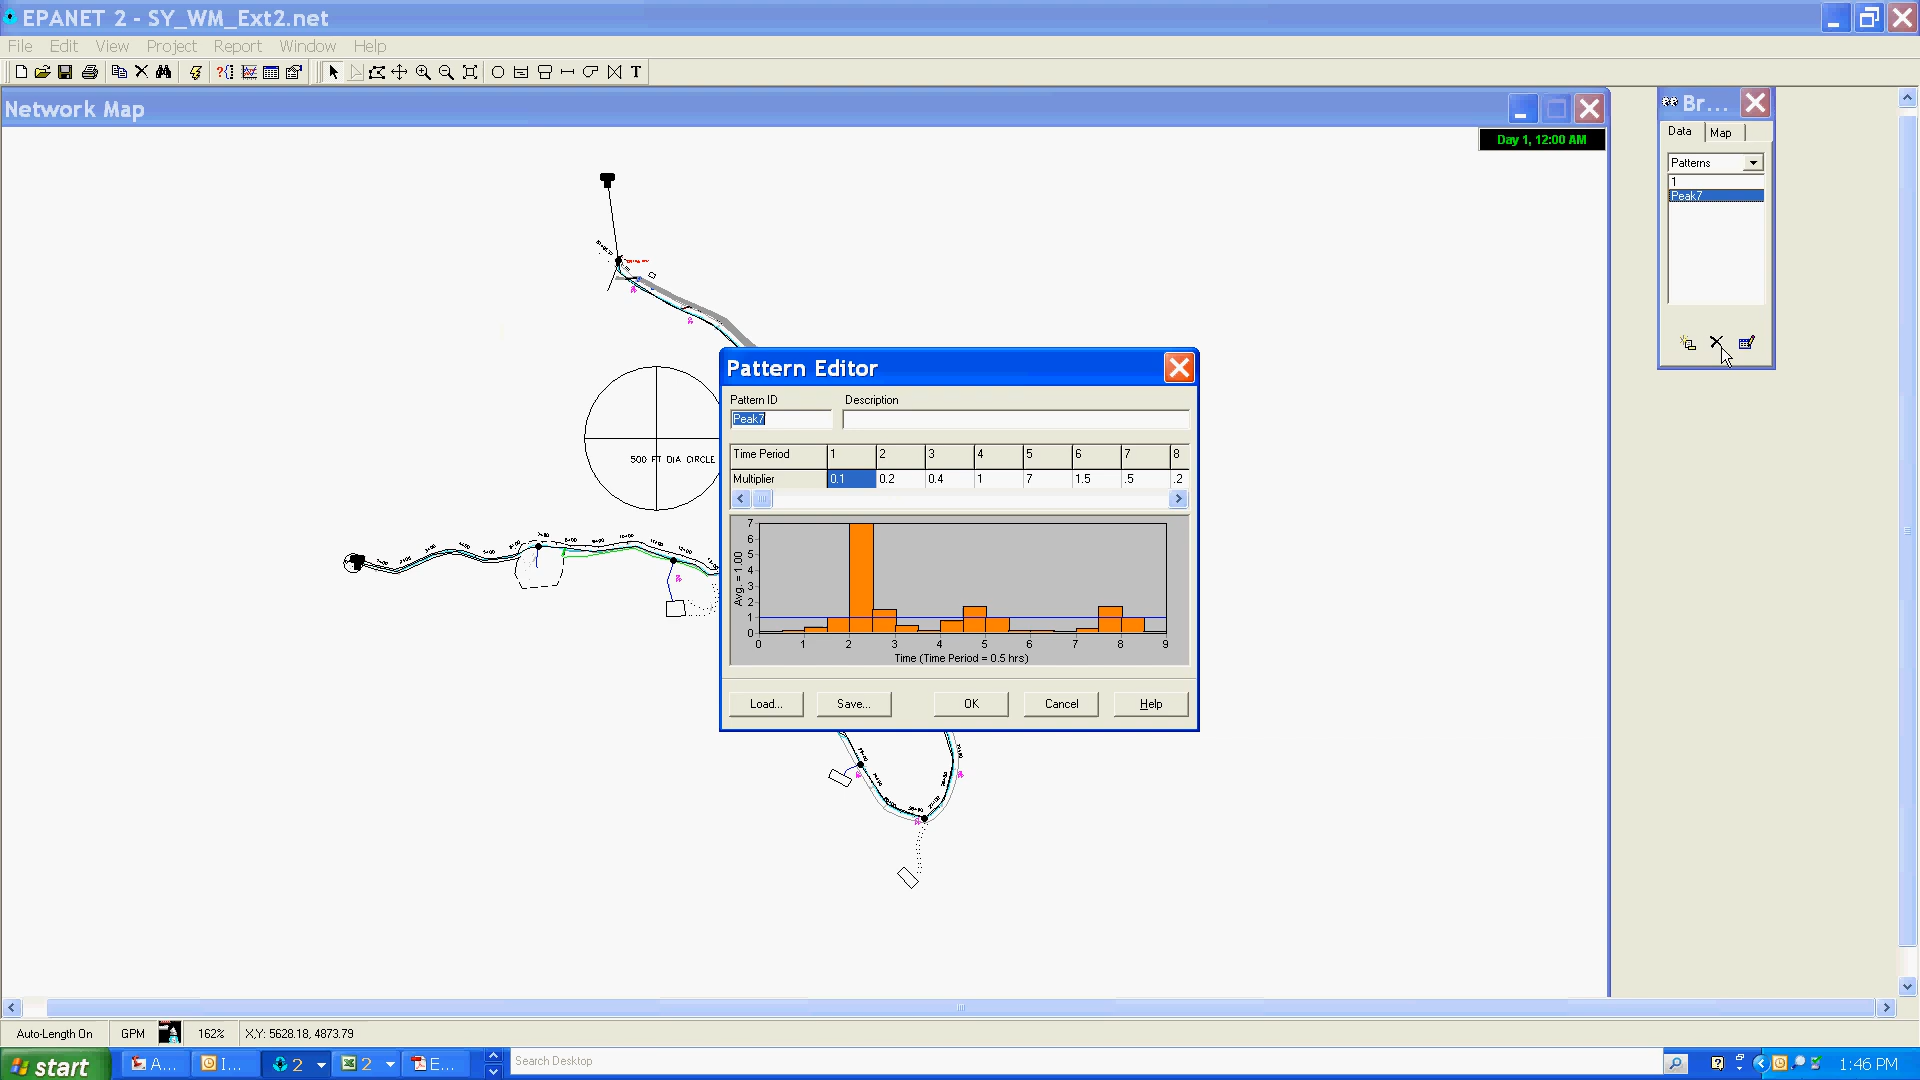 EPANET 2 - SY_WM_Ext2.net
File Edit View Project Report Window Help
T
Network Map
Day 1, 12:00 AM
Br...
Data Map
Patterns
1
Peak7
500 FT DIA CIRCLE
Pattern Editor
Pattern ID Description
Peak7
Time Period 1 2 3 4 5 6 7 8
Multiplier 0.1 0.2 0.4 1 7 1.5 .5 .2
Avg. = 1.00
7
6
5
4
3
2
1
0
0 1 2 3 4 5 6 7 8 9
Time (Time Period = 0.5 hrs)
Load... Save... OK Cancel Help
Auto-Length On GPM 162% X,Y: 5628.18, 4873.79
start A... I... 2 2 E... Search Desktop 1:46 PM